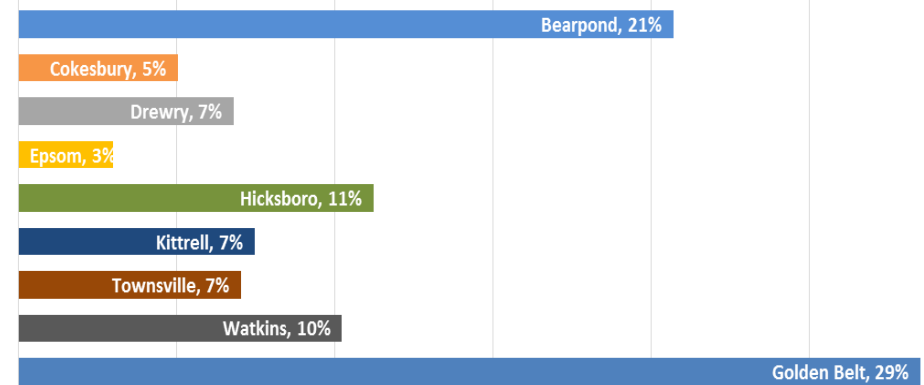 Bearpond, 21%
Cokesbury, 5%
Drewry, 7%
Epsom, 3%
Hicksboro, 11%
Kittrell, 7%
Townsville, 7%
Watkins, 10%
Golden Belt, 29%